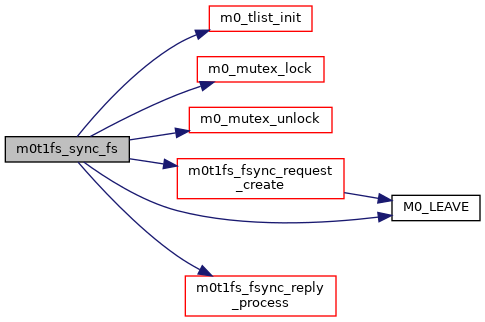 m0_tlist_init
m0_mutex_lock
m0_mutex_unlock
m0t1fs_sync_fs
m0t1fs_fsync_request
_create
M0_LEAVE
m0t1fs_fsync_reply
_process